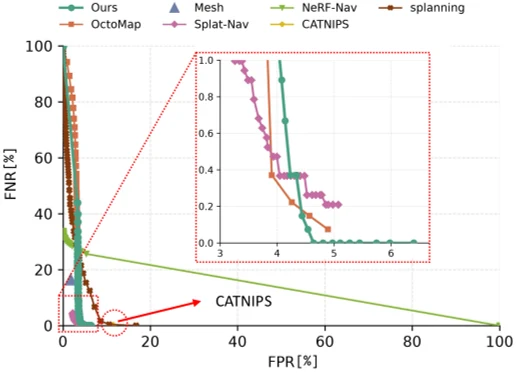 Ours Mesh NeRF-Nav splanning
OctoMap Splat-Nav CATNIPS
100
80
60
40
20
0
FNR[%]
1.0
0.8
0.6
0.4
0.2
0.0
3 4 5 6
CATNIPS
0 20 40 60 80 100
FPR[%]